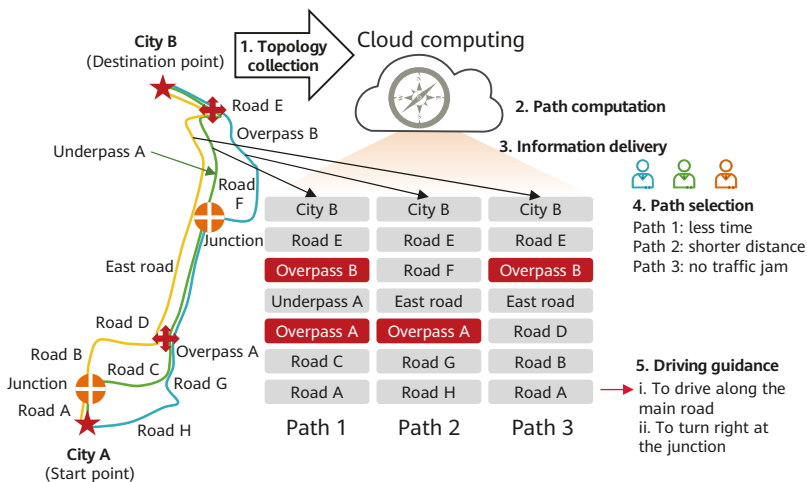 City B
(Destination point)
1. Topology
collection
Cloud computing
2. Path computation
3. Information delivery
Road E
Overpass B
Underpass A
Road
F
Junction
East road
Road D
Overpass A
Road B
Road C
Road G
Junction
Road A
Road H
City A
(Start point)
City B
City B
City B
Road E
Road E
Road E
Overpass B
Road F
Overpass B
Underpass A
East road
East road
Overpass A
Overpass A
Road D
Road C
Road G
Road B
Road A
Road H
Road A
Path 1
Path 2
Path 3
4. Path selection
Path 1: less time
Path 2: shorter distance
Path 3: no traffic jam
5. Driving guidance
i. To drive along the
main road
ii. To turn right at
the junction